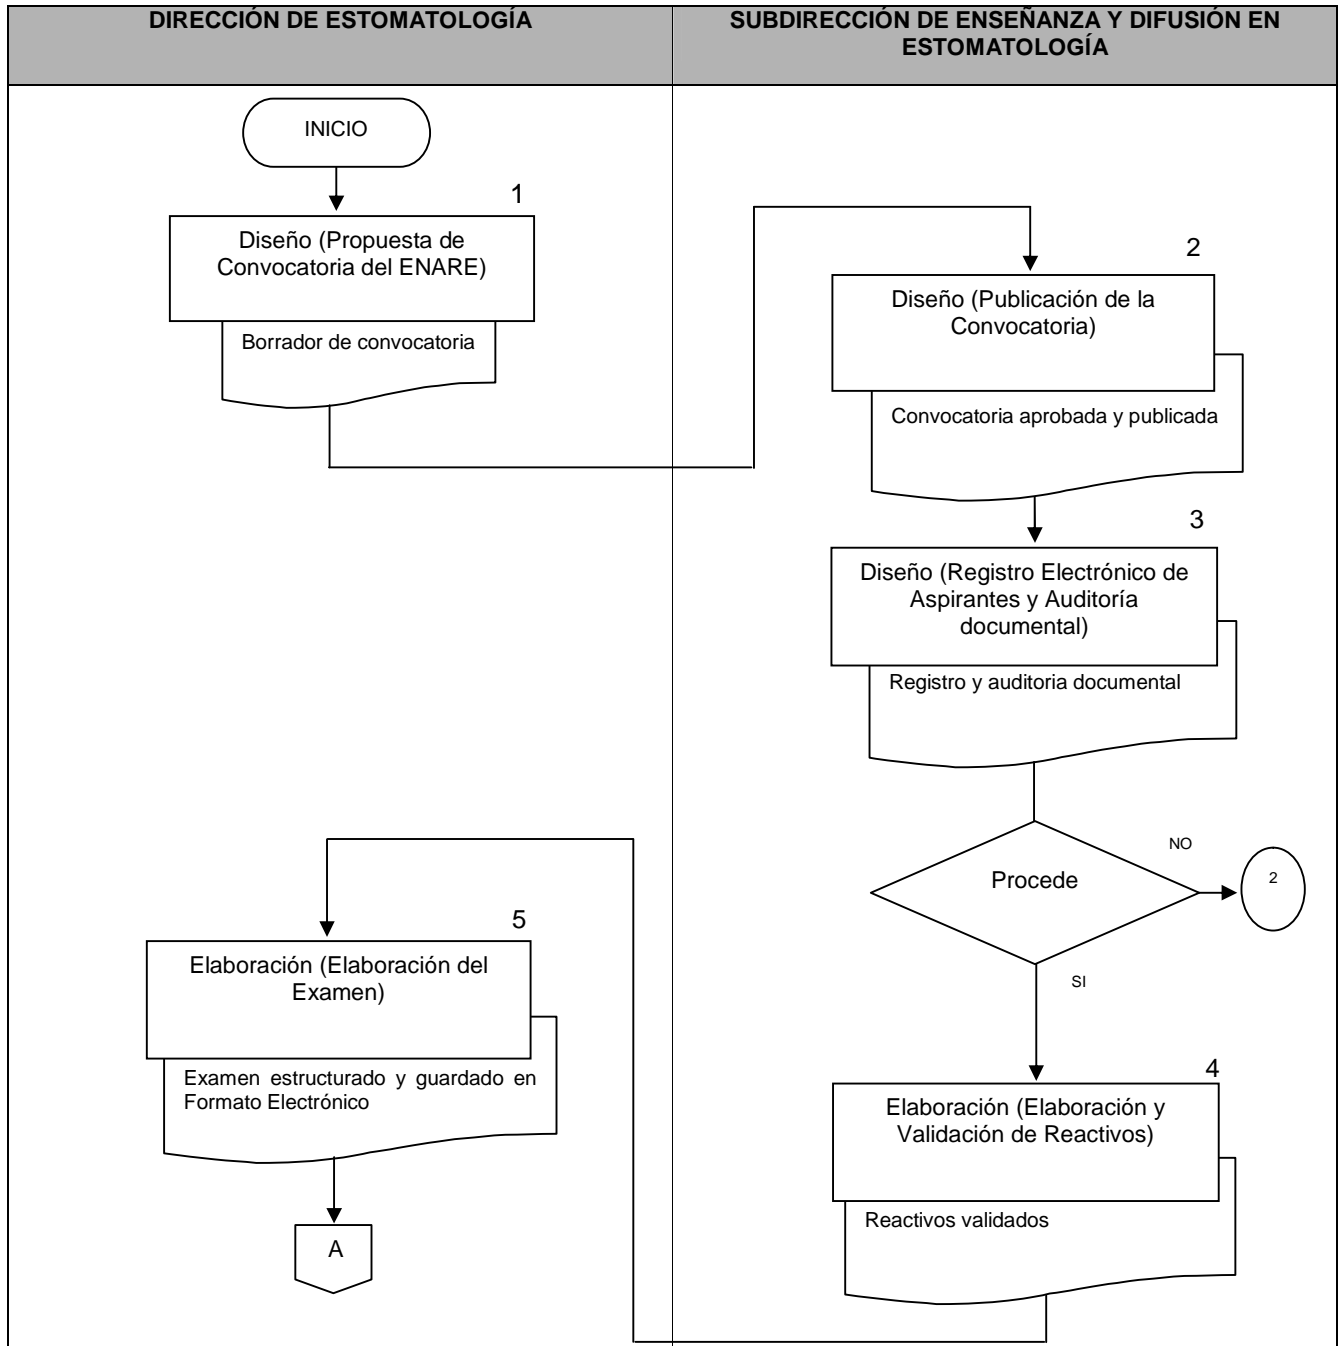 DIRECCIÓN DE ESTOMATOLOGÍA
SUBDIRECCIÓN DE ENSEÑANZA Y DIFUSIÓN EN
ESTOMATOLOGÍA
INICIO
1
Diseño (Propuesta de
Convocatoria del ENARE)
Borrador de convocatoria
2
Diseño (Publicación de la
Convocatoria)
Convocatoria aprobada y publicada
3
Diseño (Registro Electrónico de
Aspirantes y Auditoría
documental)
Registro y auditoria documental
Procede
NO
2
SI
4
Elaboración (Elaboración y
Validación de Reactivos)
Reactivos validados
5
Elaboración (Elaboración del
Examen)
Examen estructurado y guardado en
Formato Electrónico
A